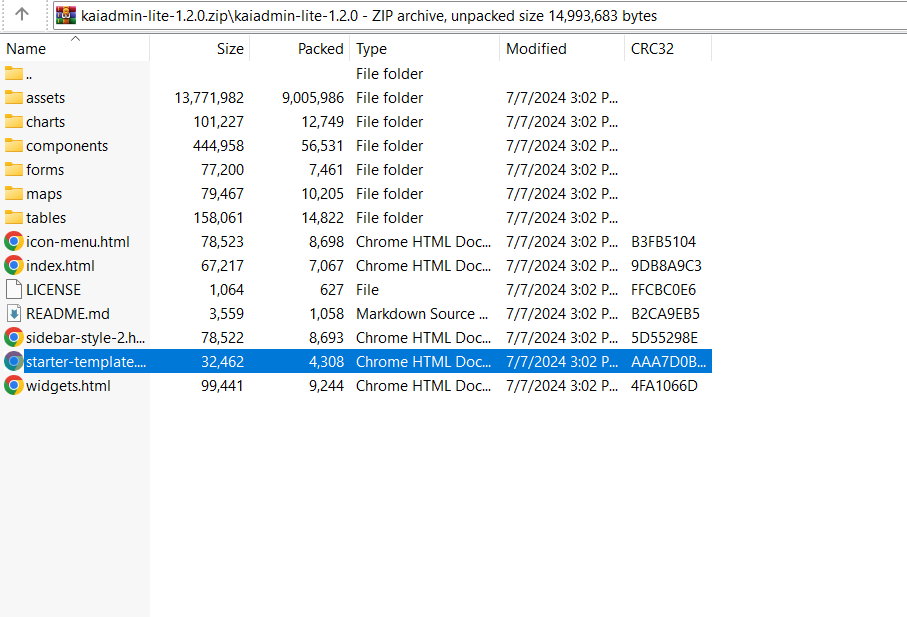 kaiadmin-lite-1.2.0.zip\kaiadmin-lite-1.2.0 - ZIP archive, unpacked size 14,993,683 bytes
Name Size Packed Type Modified CRC32
.. File folder
assets 13,771,982 9,005,986 File folder 7/7/2024 3:02 P...
charts 101,227 12,749 File folder 7/7/2024 3:02 P...
components 444,958 56,531 File folder 7/7/2024 3:02 P...
forms 77,200 7,461 File folder 7/7/2024 3:02 P...
maps 79,467 10,205 File folder 7/7/2024 3:02 P...
tables 158,061 14,822 File folder 7/7/2024 3:02 P...
icon-menu.html 78,523 8,698 Chrome HTML Doc... 7/7/2024 3:02 P... B3FB5104
index.html 67,217 7,067 Chrome HTML Doc... 7/7/2024 3:02 P... 9DB8A9C3
LICENSE 1,064 627 File 7/7/2024 3:02 P... FFCBC0E6
README.md 3,559 1,058 Markdown Source ... 7/7/2024 3:02 P... B2CA9EB5
sidebar-style-2.h... 78,522 8,693 Chrome HTML Doc... 7/7/2024 3:02 P... 5D55298E
starter-template.... 32,462 4,308 Chrome HTML Doc... 7/7/2024 3:02 P... AAA7D0B...
widgets.html 99,441 9,244 Chrome HTML Doc... 7/7/2024 3:02 P... 4FA1066D